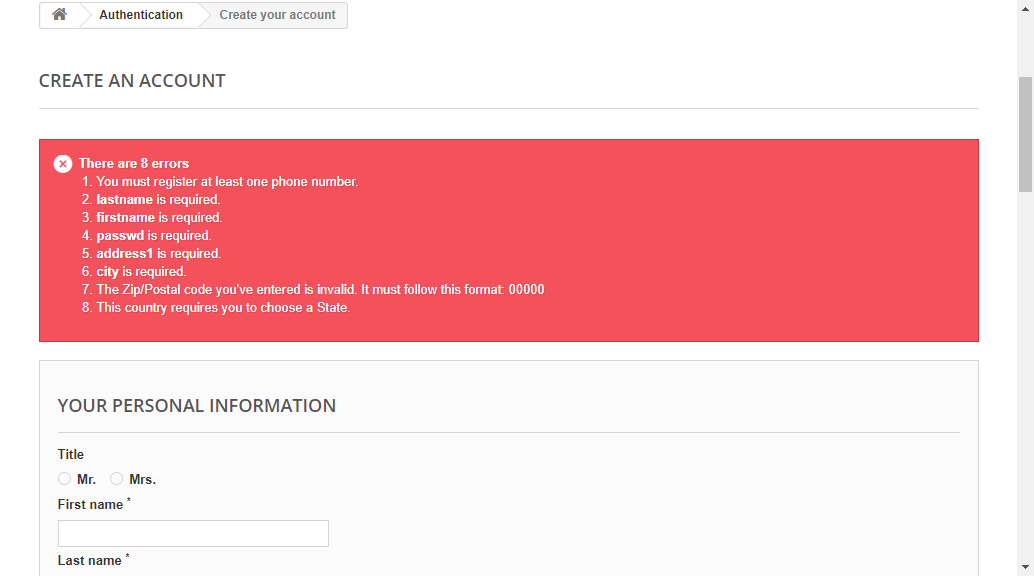 Authentication Create your account
CREATE AN ACCOUNT
There are 8 errors
1. You must register at least one phone number.
2. lastname is required.
3. firstname is required.
4. passwd is required.
5. address1 is required.
6. city is required.
7. The Zip/Postal code you've entered is invalid. It must follow this format: 00000
8. This country requires you to choose a State.
YOUR PERSONAL INFORMATION
Title
Mr. Mrs.
First name *
Last name *